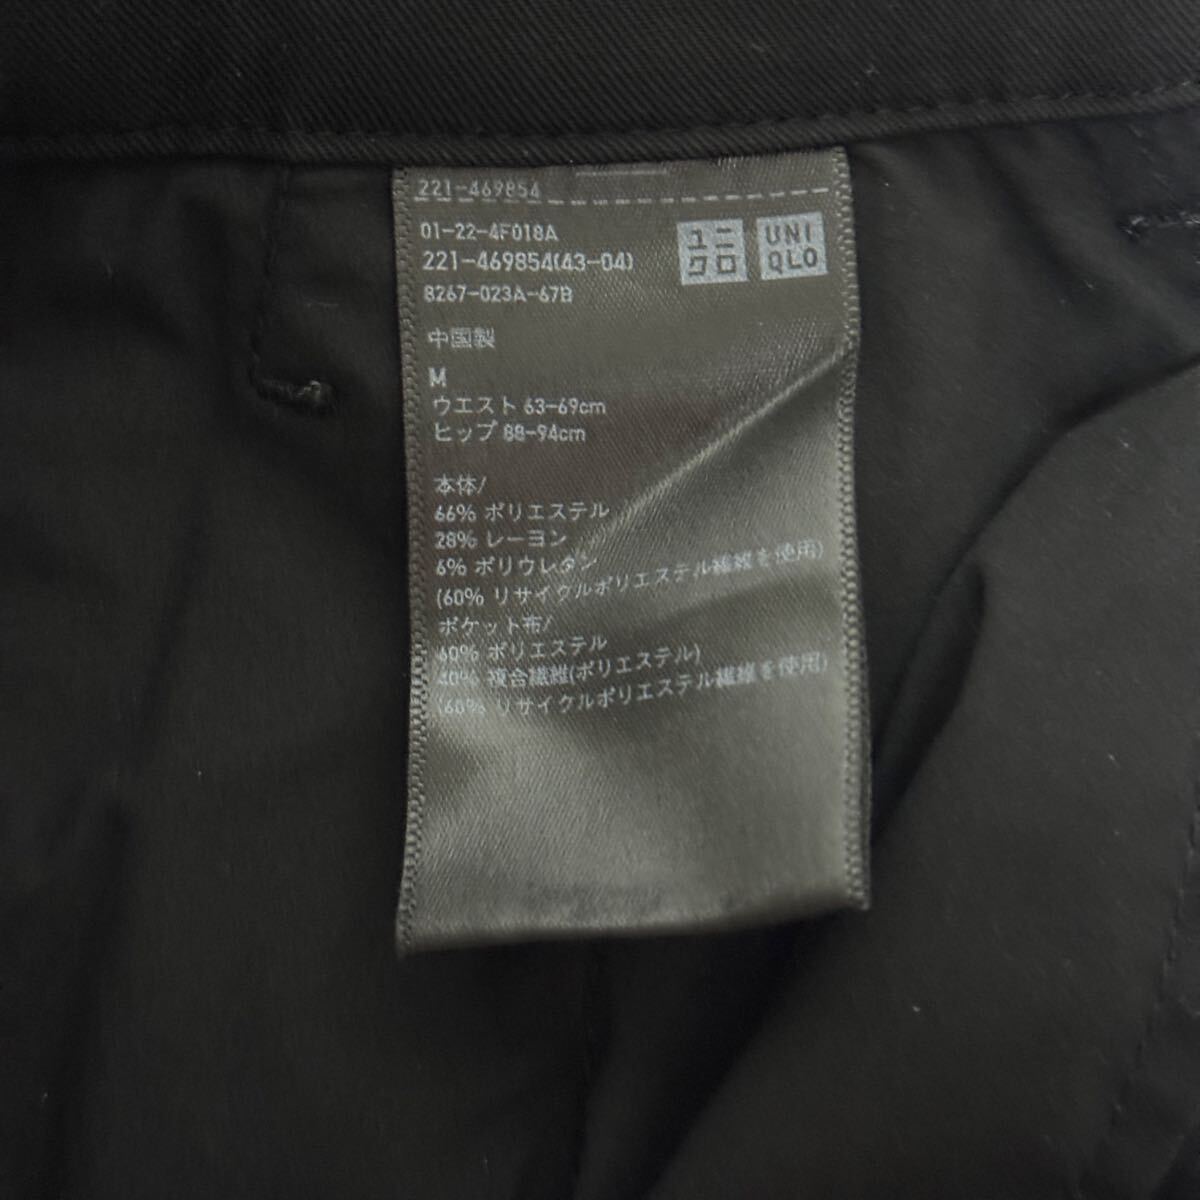 221-469854
01-22-4F018A
221-469854(43-04)
8267-023A-67B
ユニクロ
UNIQLO
中国製
M
ウエスト 63-69cm
ヒップ 88-94cm
本体/
66% ポリエステル
28% レーヨン
6% ポリウレタン
(60% リサイクルポリエステル繊維を使用)
ポケット布/
60% ポリエステル
40% 複合繊維(ポリエステル)
(60% リサイクルポリエステル繊維を使用)